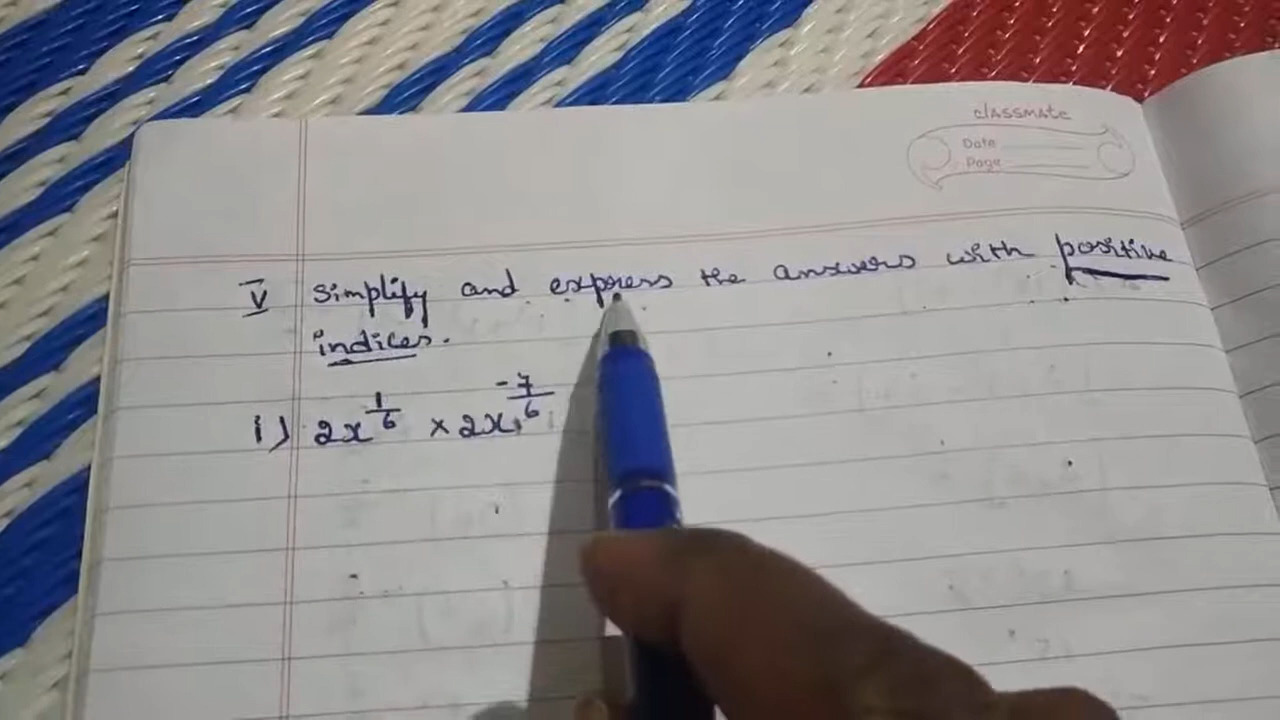 classmate
Date
Page
V Simplify and express the answers with positive
indices.
i) 2x^{1/6} × 2x^{-7/6}